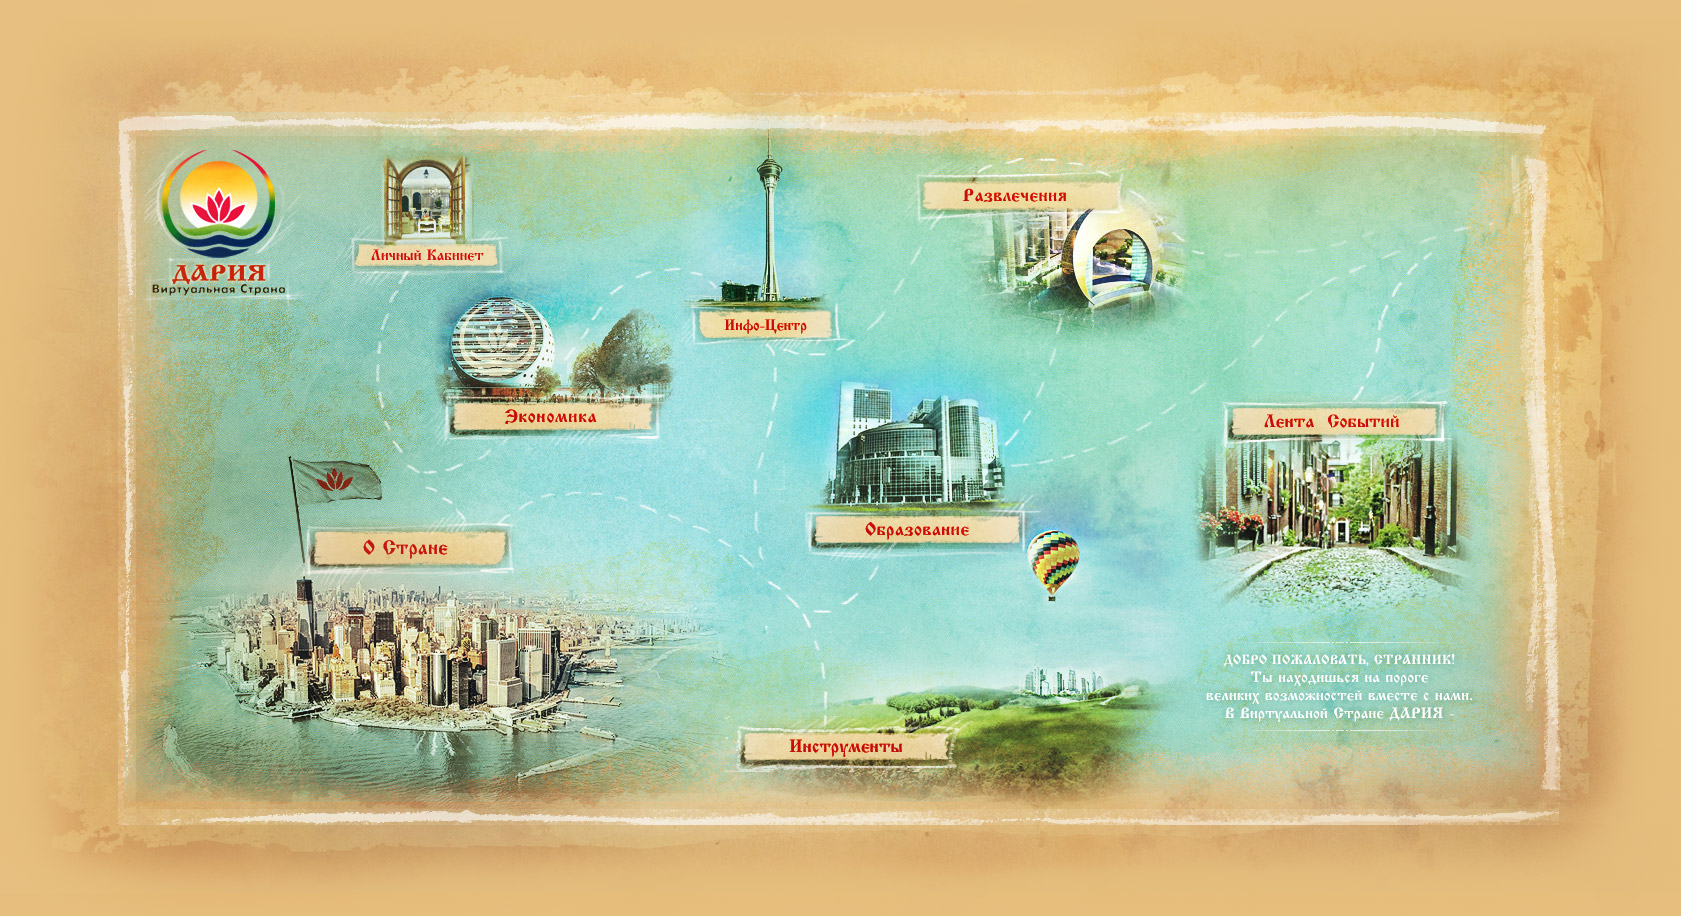 ДАРИЯ
Виртуальная Страна
Личный Кабинет
Инфо-Центр
Развлечения
Экономика
Лента Событий
Образование
О Стране
Инструменты
ДОБРО ПОЖАЛОВАТЬ, СТРАННИК!
Ты находишься на пороге
великих возможностей вместе с нами.
В Виртуальной Стране ДАРИЯ -